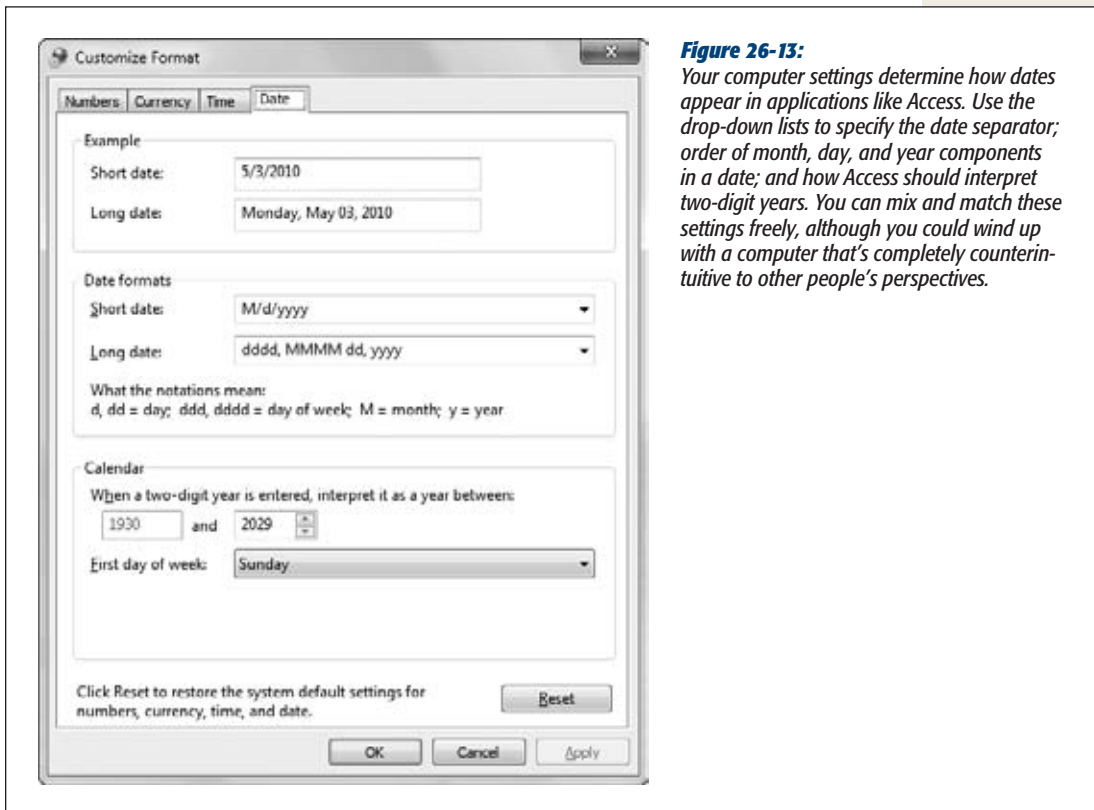 Customize Format
Numbers Currency Time Date
Example
Short date: 5/3/2010
Long date: Monday, May 03, 2010
Date formats
Short date: M/d/yyyy
Long date: dddd, MMMM dd, yyyy
What the notations mean:
d, dd = day; ddd, dddd = day of week; M = month; y = year
Calendar
When a two-digit year is entered, interpret it as a year between:
1930 and 2029
First day of week: Sunday
Click Reset to restore the system default settings for
numbers, currency, time, and date.
Reset
OK Cancel Apply
Figure 26-13:
Your computer settings determine how dates
appear in applications like Access. Use the
drop-down lists to specify the date separator;
order of month, day, and year components
in a date; and how Access should interpret
two-digit years. You can mix and match these
settings freely, although you could wind up
with a computer that's completely counterin-
tuitive to other people's perspectives.